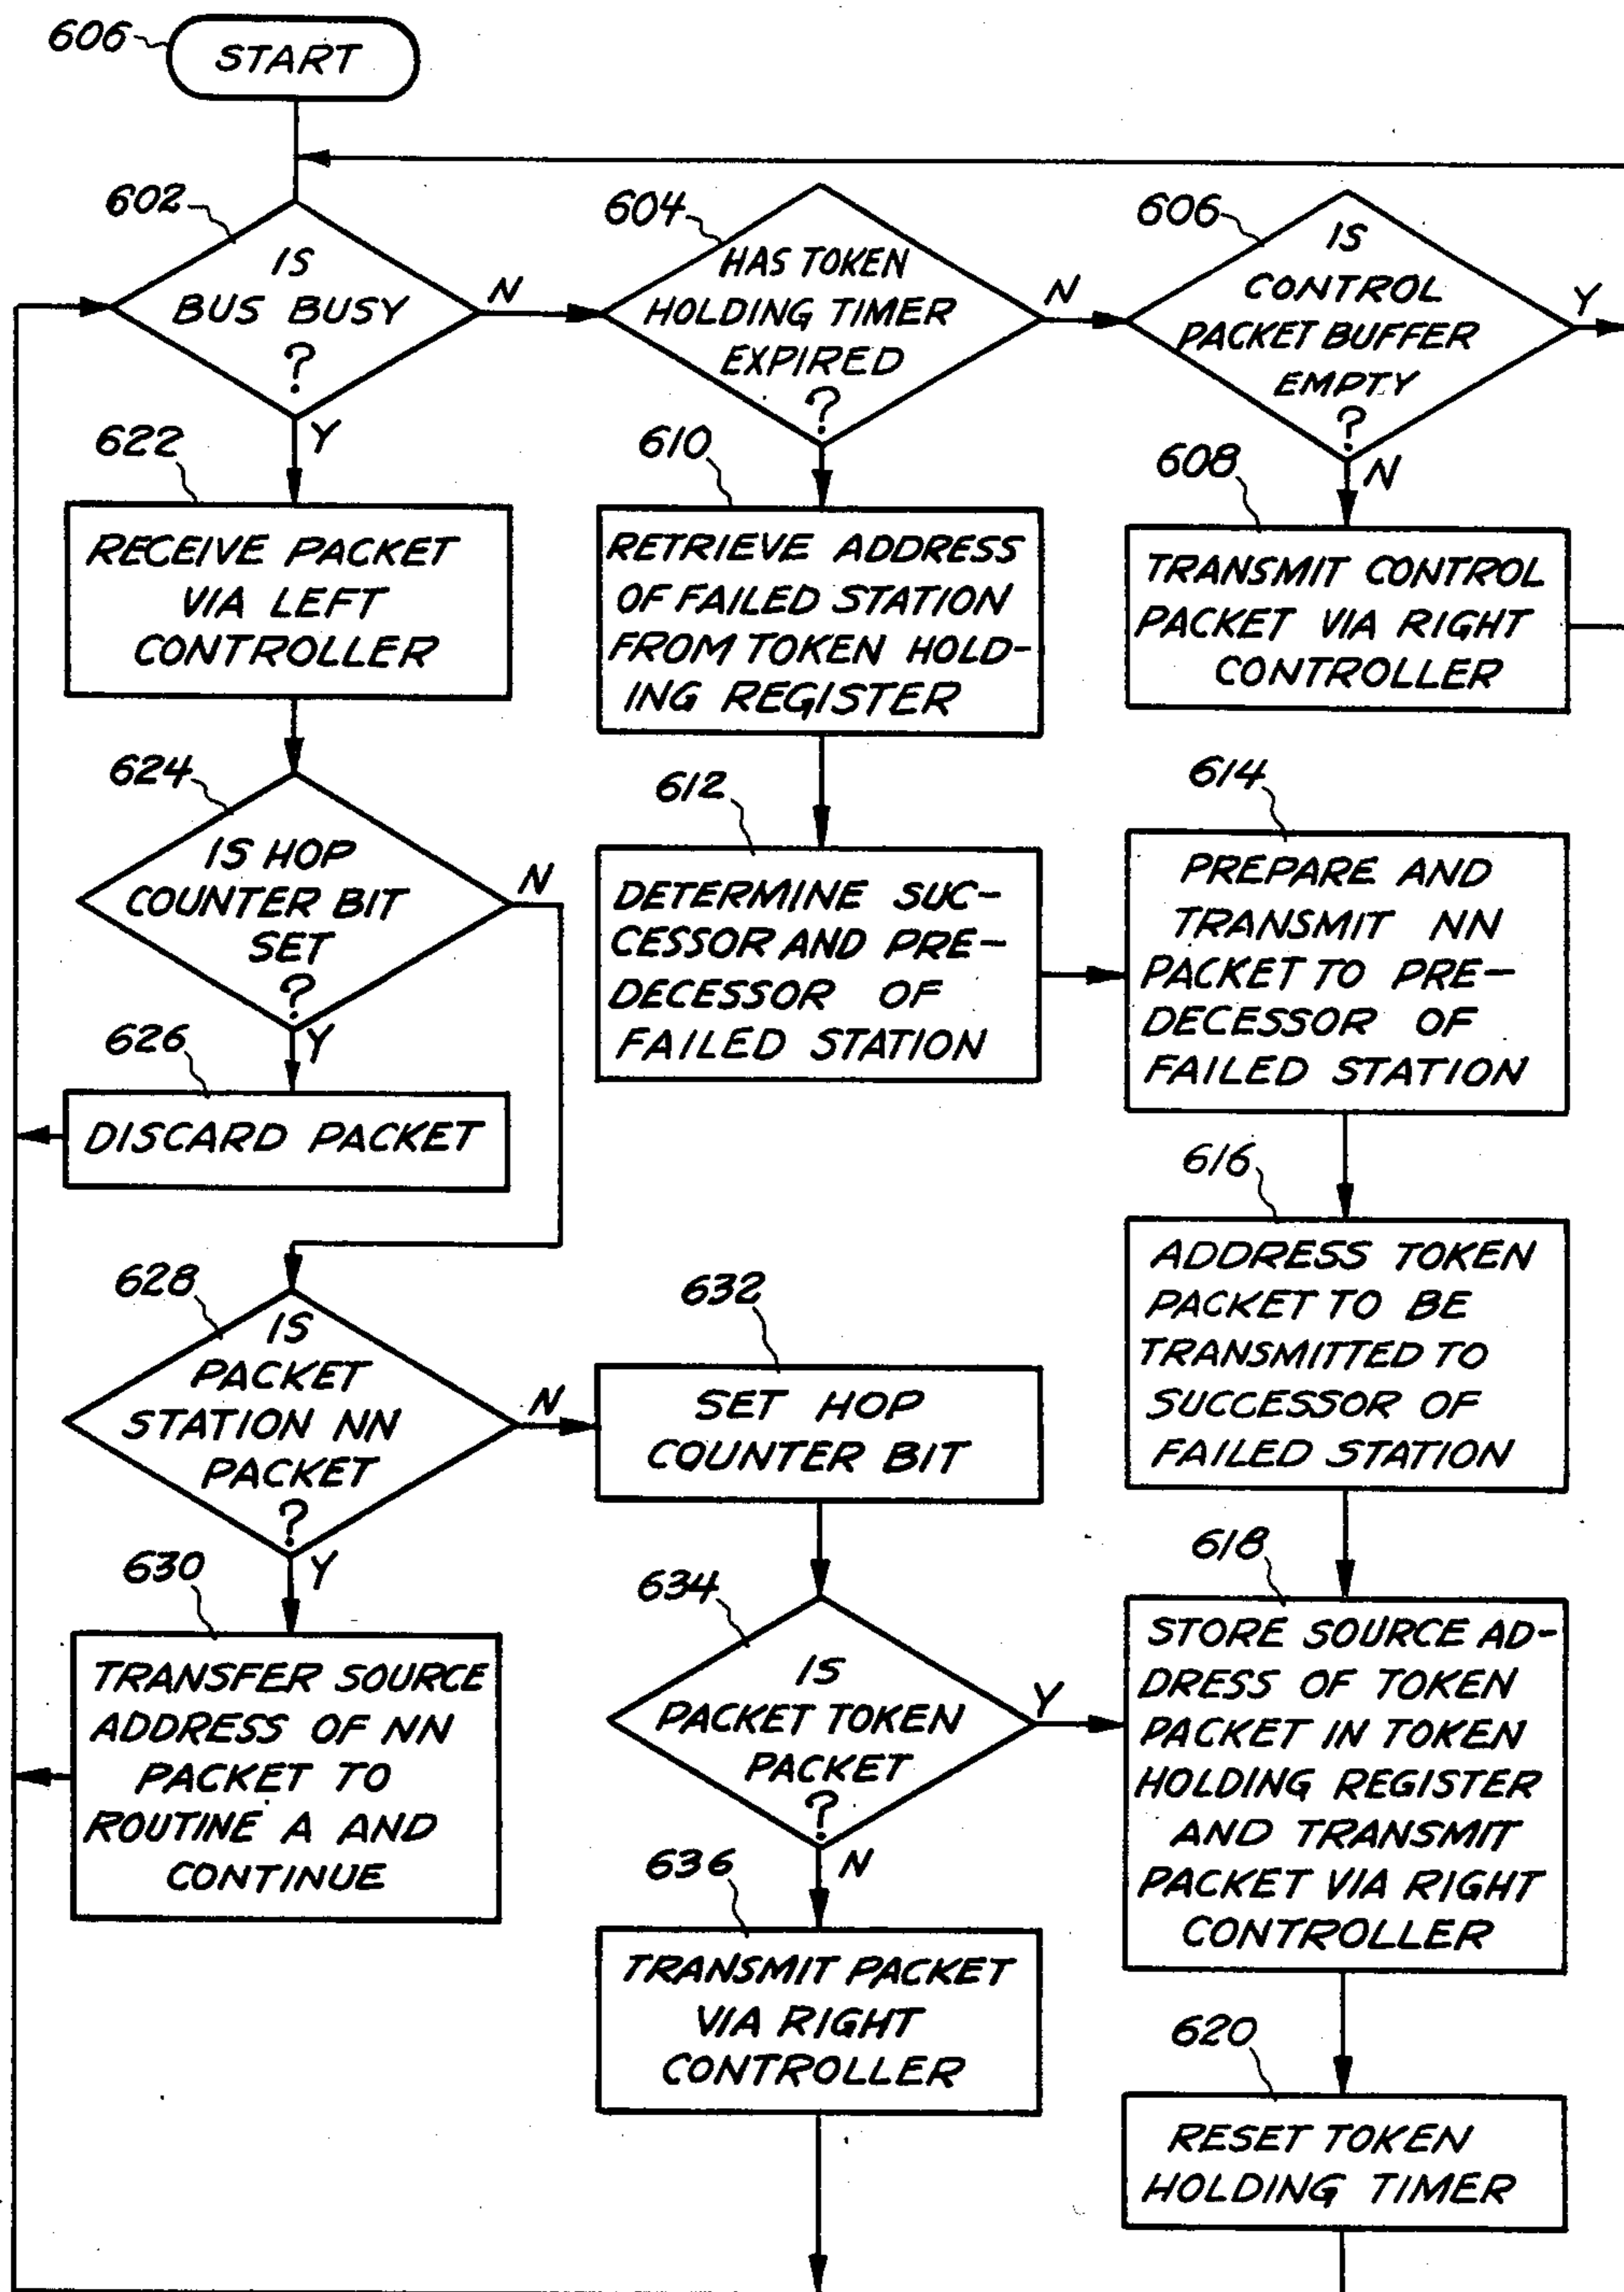 606
START
602
IS
BUS BUSY
?
N
Y
604
HAS TOKEN
HOLDING TIMER
EXPIRED
?
N
606
IS
CONTROL
PACKET BUFFER
EMPTY
?
Y
N
622
RECEIVE PACKET
VIA LEFT
CONTROLLER
610
RETRIEVE ADDRESS
OF FAILED STATION
FROM TOKEN HOLD-
ING REGISTER
608
TRANSMIT CONTROL
PACKET VIA RIGHT
CONTROLLER
624
IS HOP
COUNTER BIT
SET
?
N
Y
612
DETERMINE SUC-
CESSOR AND PRE-
DECESSOR OF
FAILED STATION
614
PREPARE AND
TRANSMIT NN
PACKET TO PRE-
DECESSOR OF
FAILED STATION
626
DISCARD PACKET
616
ADDRESS TOKEN
PACKET TO BE
TRANSMITTED TO
SUCCESSOR OF
FAILED STATION
628
IS
PACKET
STATION NN
PACKET
?
N
Y
632
SET HOP
COUNTER BIT
630
TRANSFER SOURCE
ADDRESS OF NN
PACKET TO
ROUTINE A AND
CONTINUE
634
IS
PACKET TOKEN
PACKET
?
Y
N
618
STORE SOURCE AD-
DRESS OF TOKEN
PACKET IN TOKEN
HOLDING REGISTER
AND TRANSMIT
PACKET VIA RIGHT
CONTROLLER
636
TRANSMIT PACKET
VIA RIGHT
CONTROLLER
620
RESET TOKEN
HOLDING TIMER